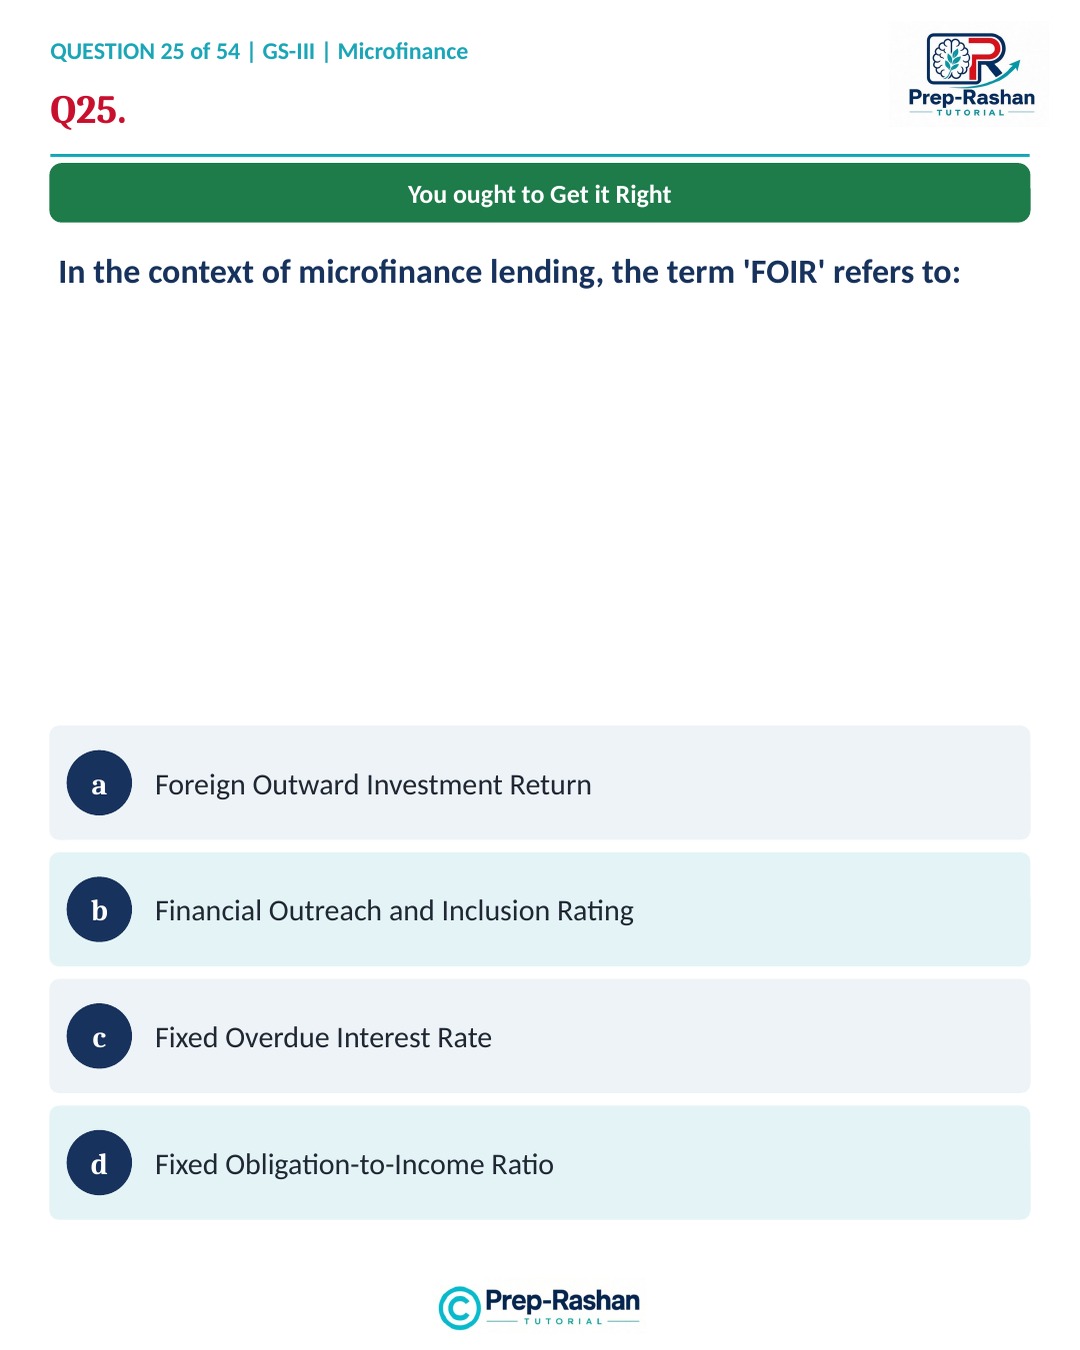 QUESTION 25 of 54 | GS-III | Microfinance
Prep-Rashan
TUTORIAL
Q25.
You ought to Get it Right
In the context of microfinance lending, the term 'FOIR' refers to:
a Foreign Outward Investment Return
b Financial Outreach and Inclusion Rating
c Fixed Overdue Interest Rate
d Fixed Obligation-to-Income Ratio
© Prep-Rashan
TUTORIAL